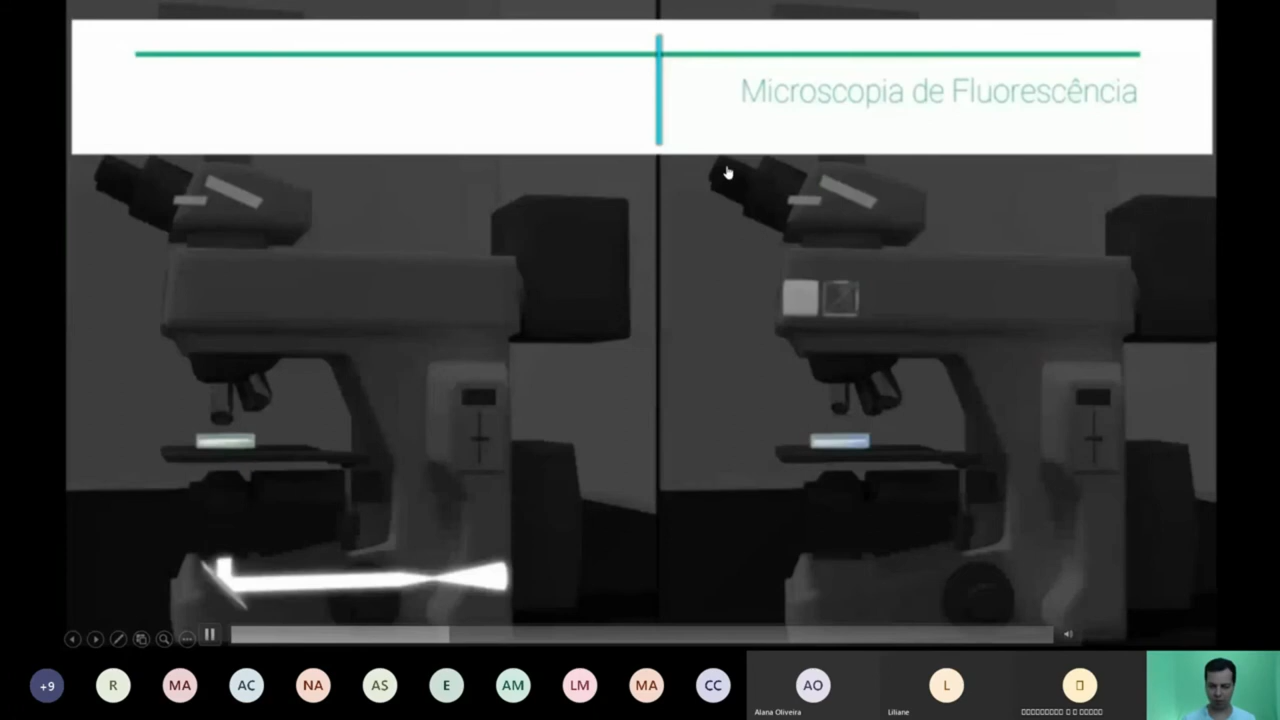 Microscopia de Fluorescência
+9
R
MA
AC
NA
AS
E
AM
LM
MA
CC
AO
L
Alana Oliveira
Liliane